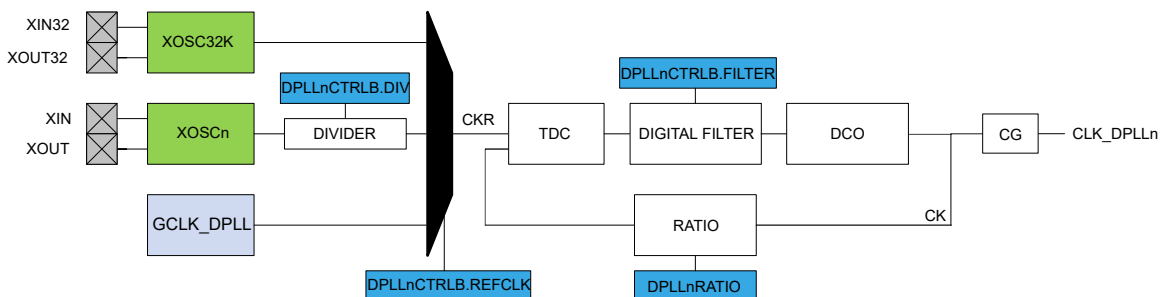 XIN32
XOUT32
XOSC32K
DPLLnCTRLB.DIV
DPLLnCTRLB.FILTER
XIN
XOUT
XOSCn
DIVIDER
CKR
TDC
DIGITAL FILTER
DCO
CG
CLK_DPLLn
GCLK_DPLL
RATIO
CK
DPLLnCTRLB.REFCLK
DPLLnRATIO